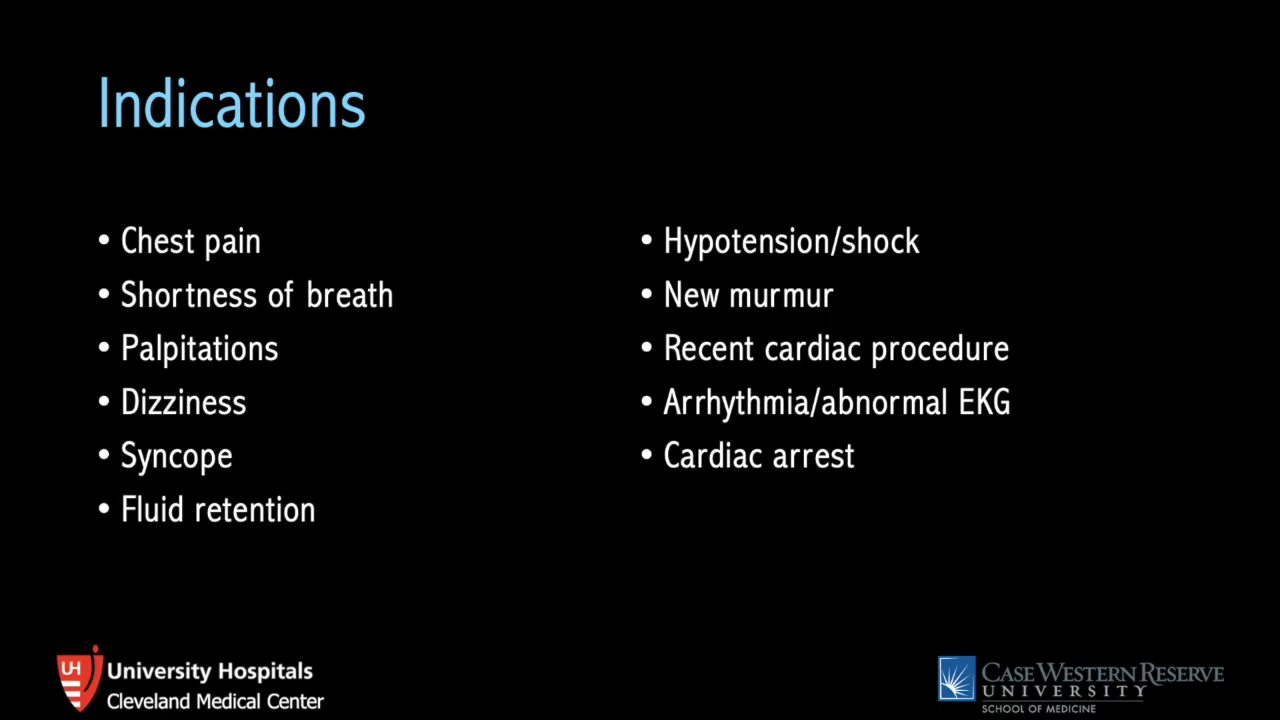 Indications
• Chest pain
• Shortness of breath
• Palpitations
• Dizziness
• Syncope
• Fluid retention
• Hypotension/shock
• New murmur
• Recent cardiac procedure
• Arrhythmia/abnormal EKG
• Cardiac arrest
UH
University Hospitals
Cleveland Medical Center
CASE WESTERN RESERVE
UNIVERSITY
SCHOOL OF MEDICINE